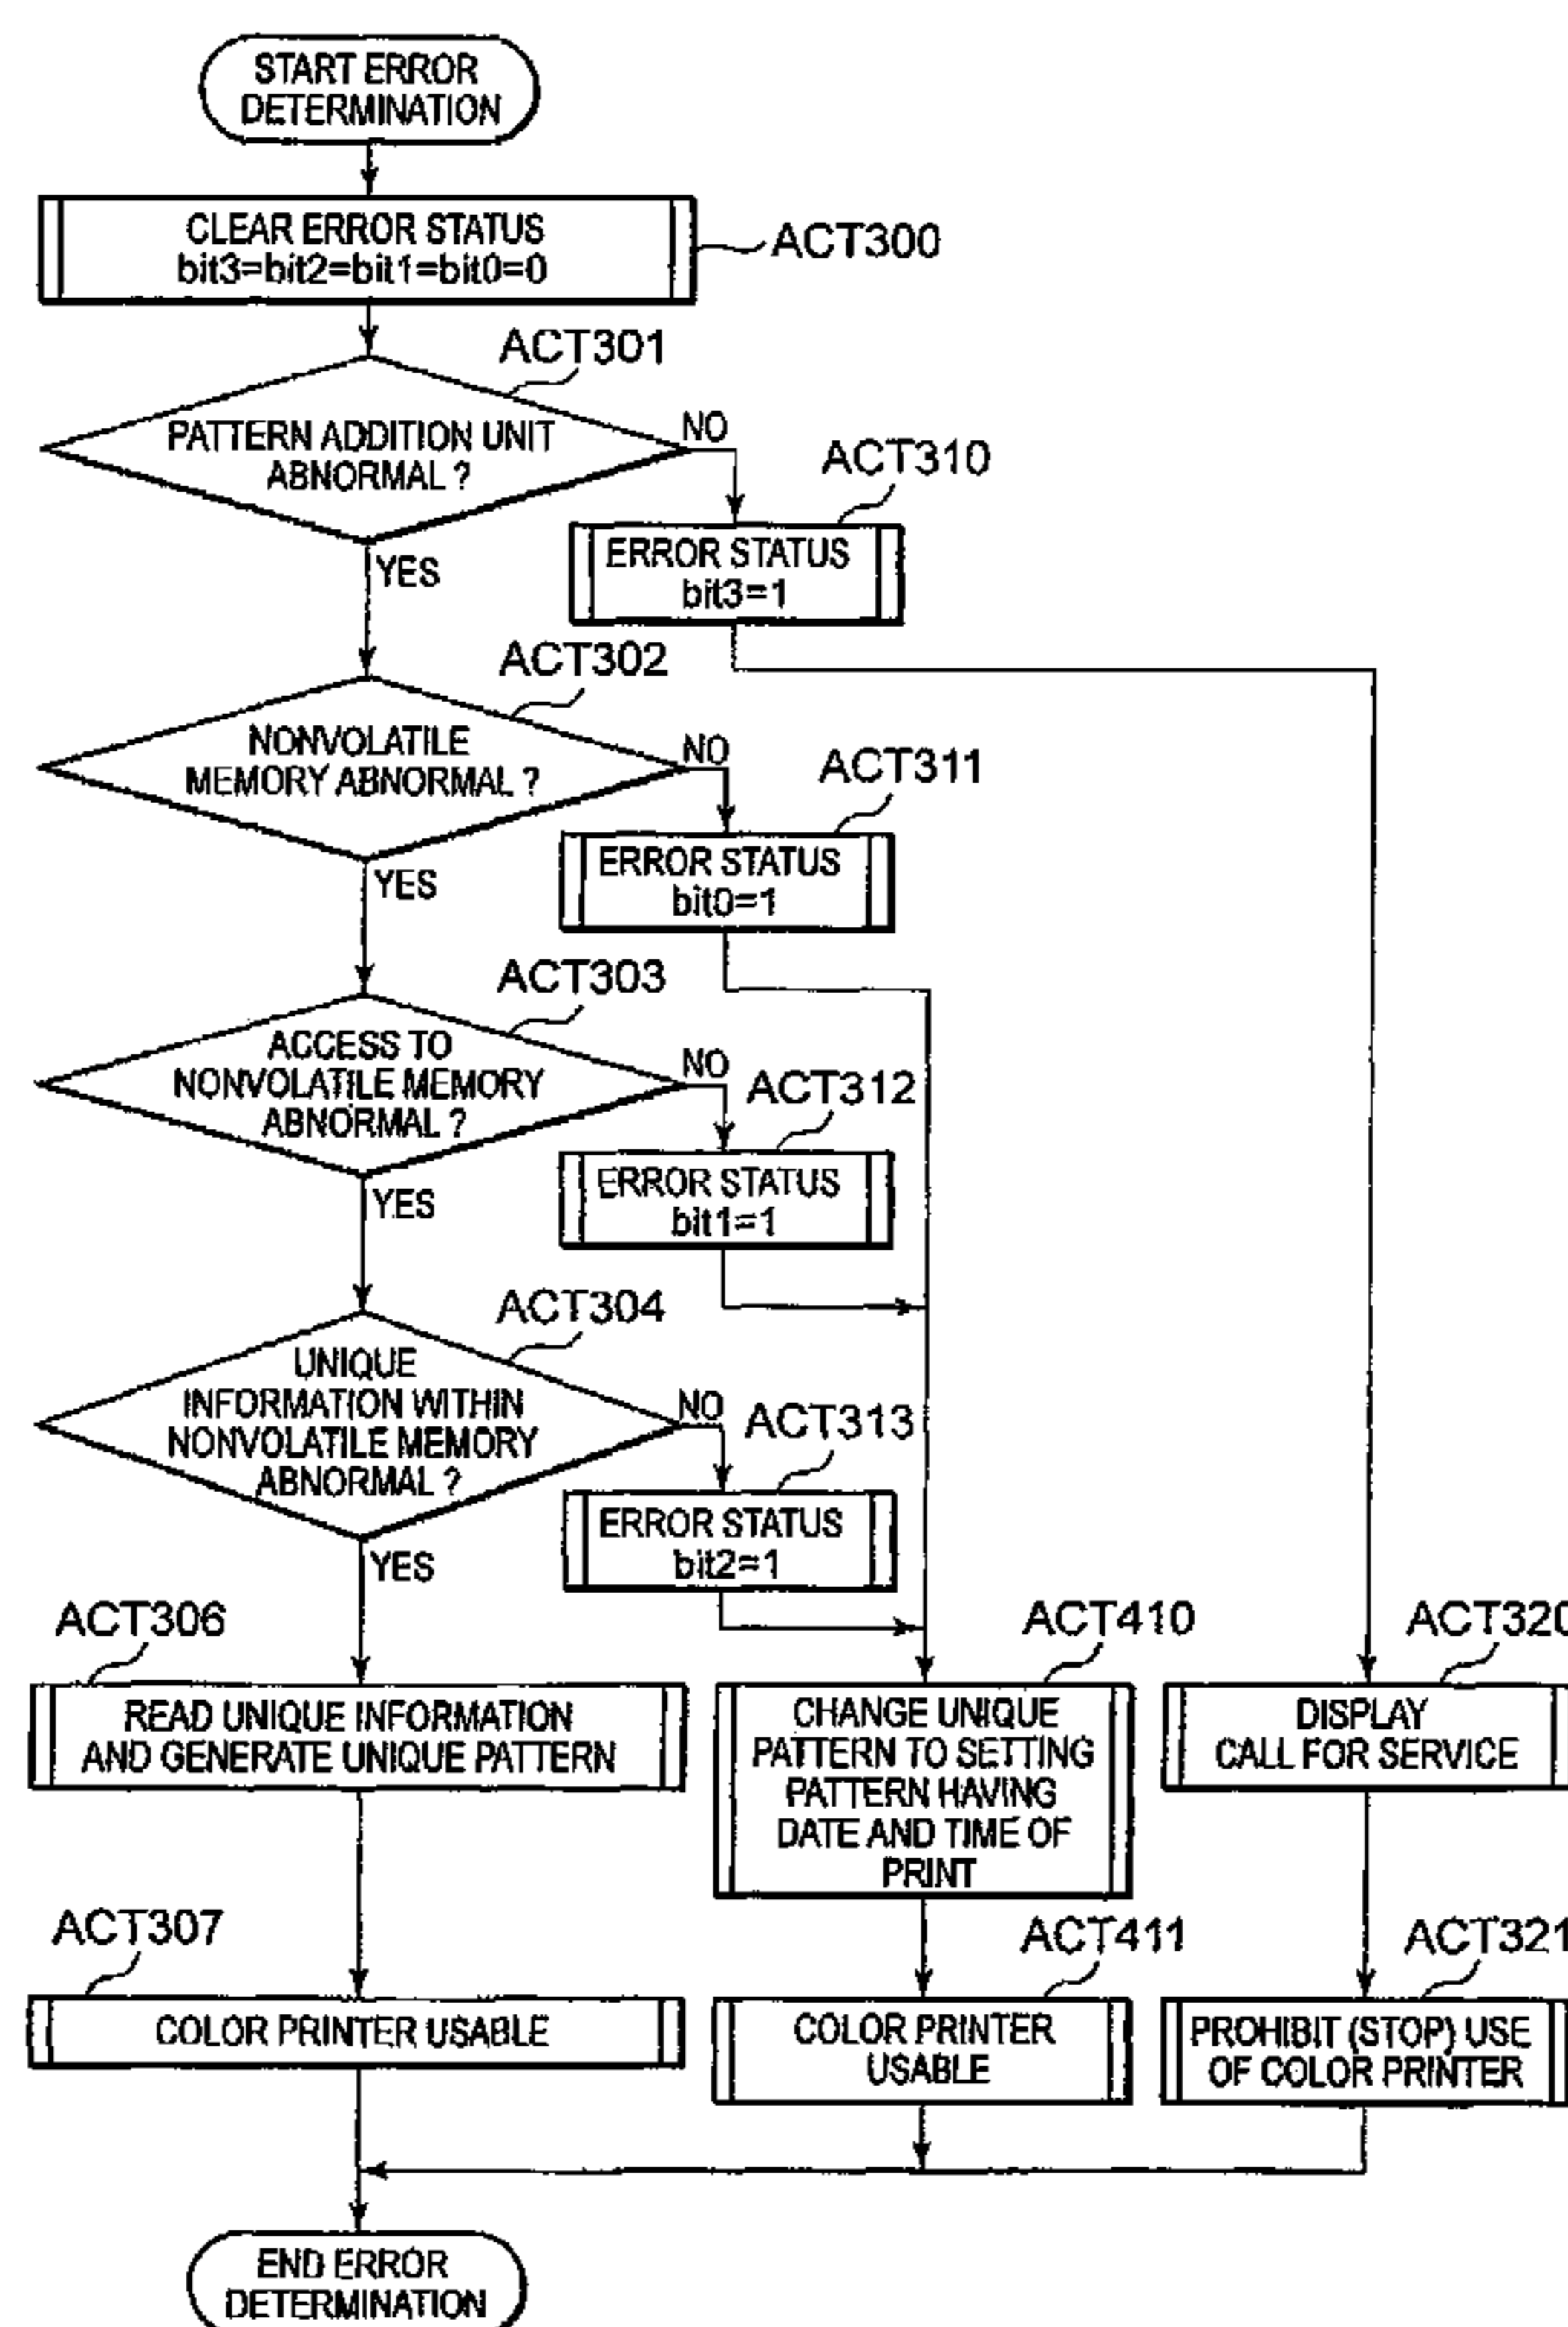 START ERROR
DETERMINATION
CLEAR ERROR STATUS
bit3=bit2=bit1=bit0=0
ACT300
ACT301
PATTERN ADDITION UNIT
ABNORMAL ?
NO
YES
ACT310
ERROR STATUS
bit3=1
ACT302
NONVOLATILE
MEMORY ABNORMAL ?
NO
YES
ACT311
ERROR STATUS
bit0=1
ACT303
ACCESS TO
NONVOLATILE MEMORY
ABNORMAL ?
NO
YES
ACT312
ERROR STATUS
bit1=1
ACT304
UNIQUE
INFORMATION WITHIN
NONVOLATILE MEMORY
ABNORMAL ?
NO
YES
ACT313
ERROR STATUS
bit2=1
ACT306
READ UNIQUE INFORMATION
AND GENERATE UNIQUE PATTERN
ACT410
CHANGE UNIQUE
PATTERN TO SETTING
PATTERN HAVING
DATE AND TIME OF
PRINT
ACT320
DISPLAY
CALL FOR SERVICE
ACT307
COLOR PRINTER USABLE
ACT411
COLOR PRINTER
USABLE
ACT321
PROHIBIT (STOP) USE
OF COLOR PRINTER
END ERROR
DETERMINATION